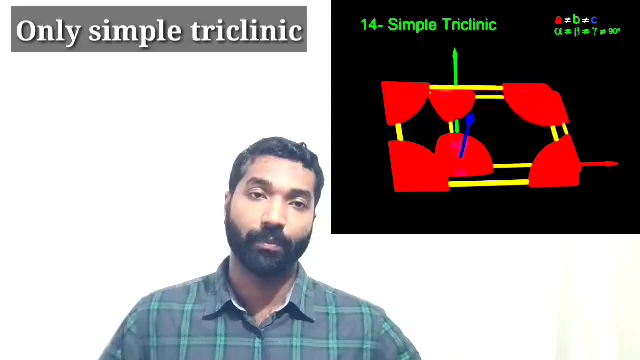 Only simple triclinic
14- Simple Triclinic
a ≠ b ≠ c
α ≠ β ≠ γ ≠ 90°